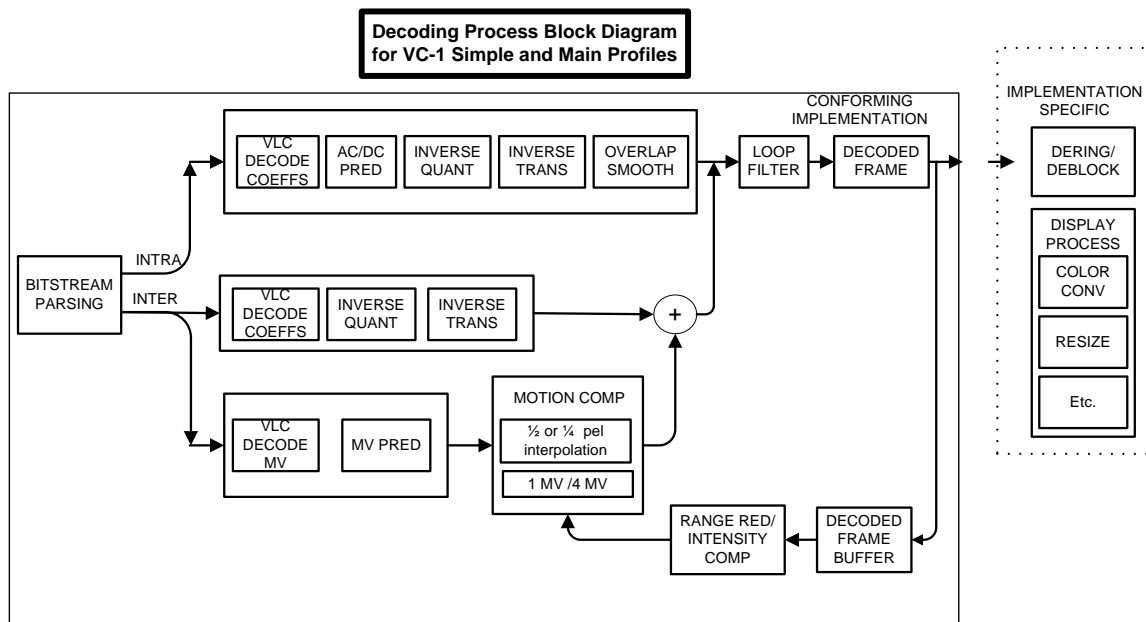 Decoding Process Block Diagram
for VC-1 Simple and Main Profiles
CONFORMING
IMPLEMENTATION
IMPLEMENTATION
SPECIFIC
VLC
DECODE
COEFFS
AC/DC
PRED
INVERSE
QUANT
INVERSE
TRANS
OVERLAP
SMOOTH
LOOP
FILTER
DECODED
FRAME
DERING/
DEBLOCK
DISPLAY
PROCESS
COLOR
CONV
RESIZE
Etc.
BITSTREAM
PARSING
INTRA
INTER
VLC
DECODE
COEFFS
INVERSE
QUANT
INVERSE
TRANS
+
VLC
DECODE
MV
MV PRED
MOTION COMP
½ or ¼ pel
interpolation
1 MV /4 MV
RANGE RED/
INTENSITY
COMP
DECODED
FRAME
BUFFER